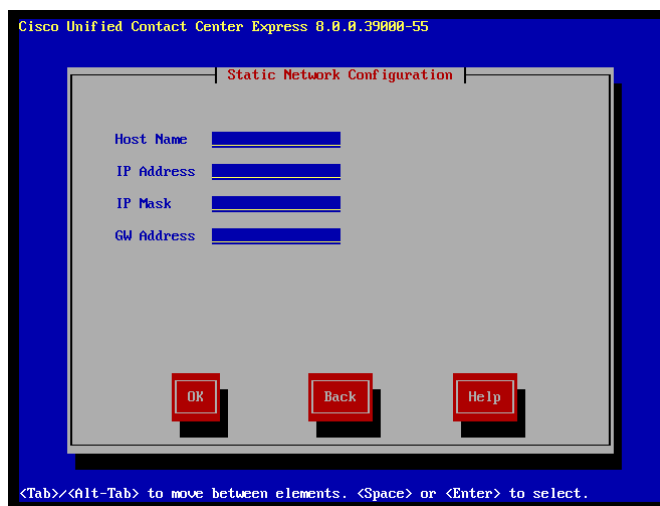 Cisco Unified Contact Center Express 8.0.0.39000-55
Static Network Configuration
Host Name
IP Address
IP Mask
GW Address
OK Back Help
<Tab>/<Alt-Tab> to move between elements. <Space> or <Enter> to select.